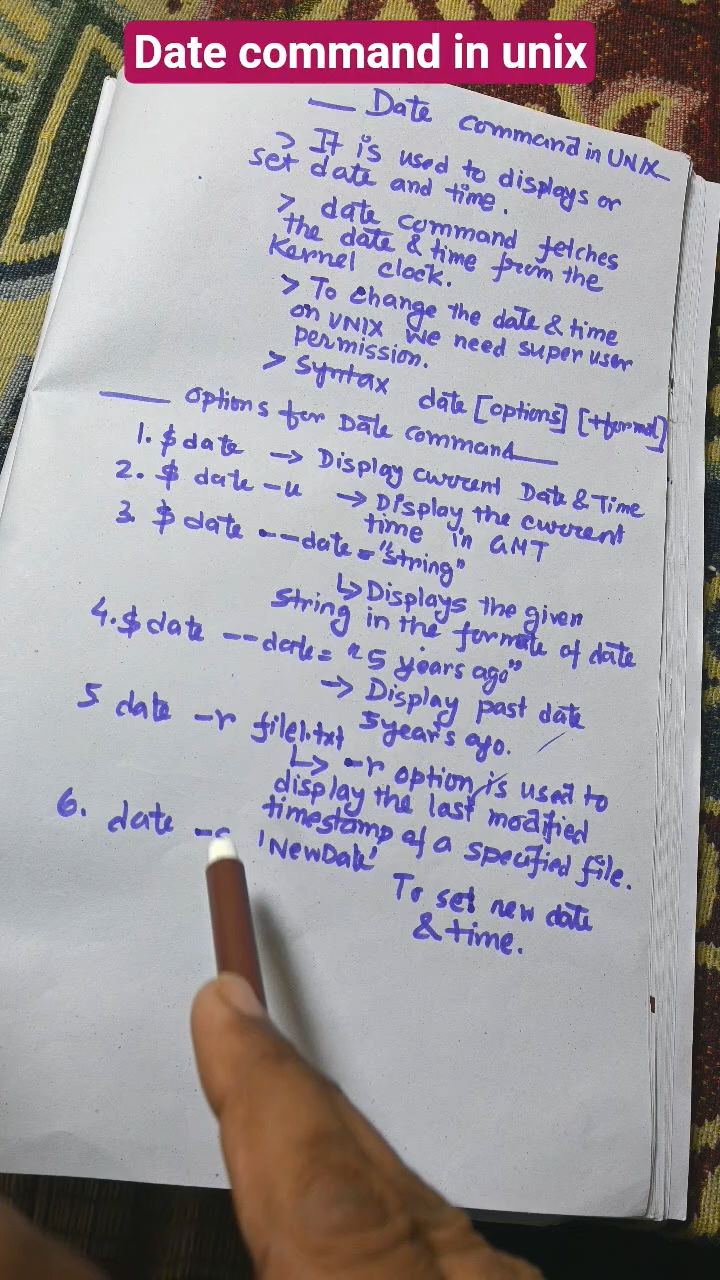 Date command in unix
Date command in UNIX
> It is used to displays or
set date and time.
> date command fetches
the date & time from the
Kernel clock.
> To change the date & time
on UNIX we need super user
permission.
> Syntax date [options] [+format]
options for Date command
1. $ date → Display current Date & Time
2. $ date -u → Display the current
time in GMT
3 $ date --date="string"
↳ Displays the given
string in the formate of date
4. $ date --date= "5 years ago"
→ Display past date
5 years ago.
5 date -r file1.txt
↳ -r option is used to
display the last modified
timestamp of a specified file.
6. date 'NewDate'
To set new date
& time.